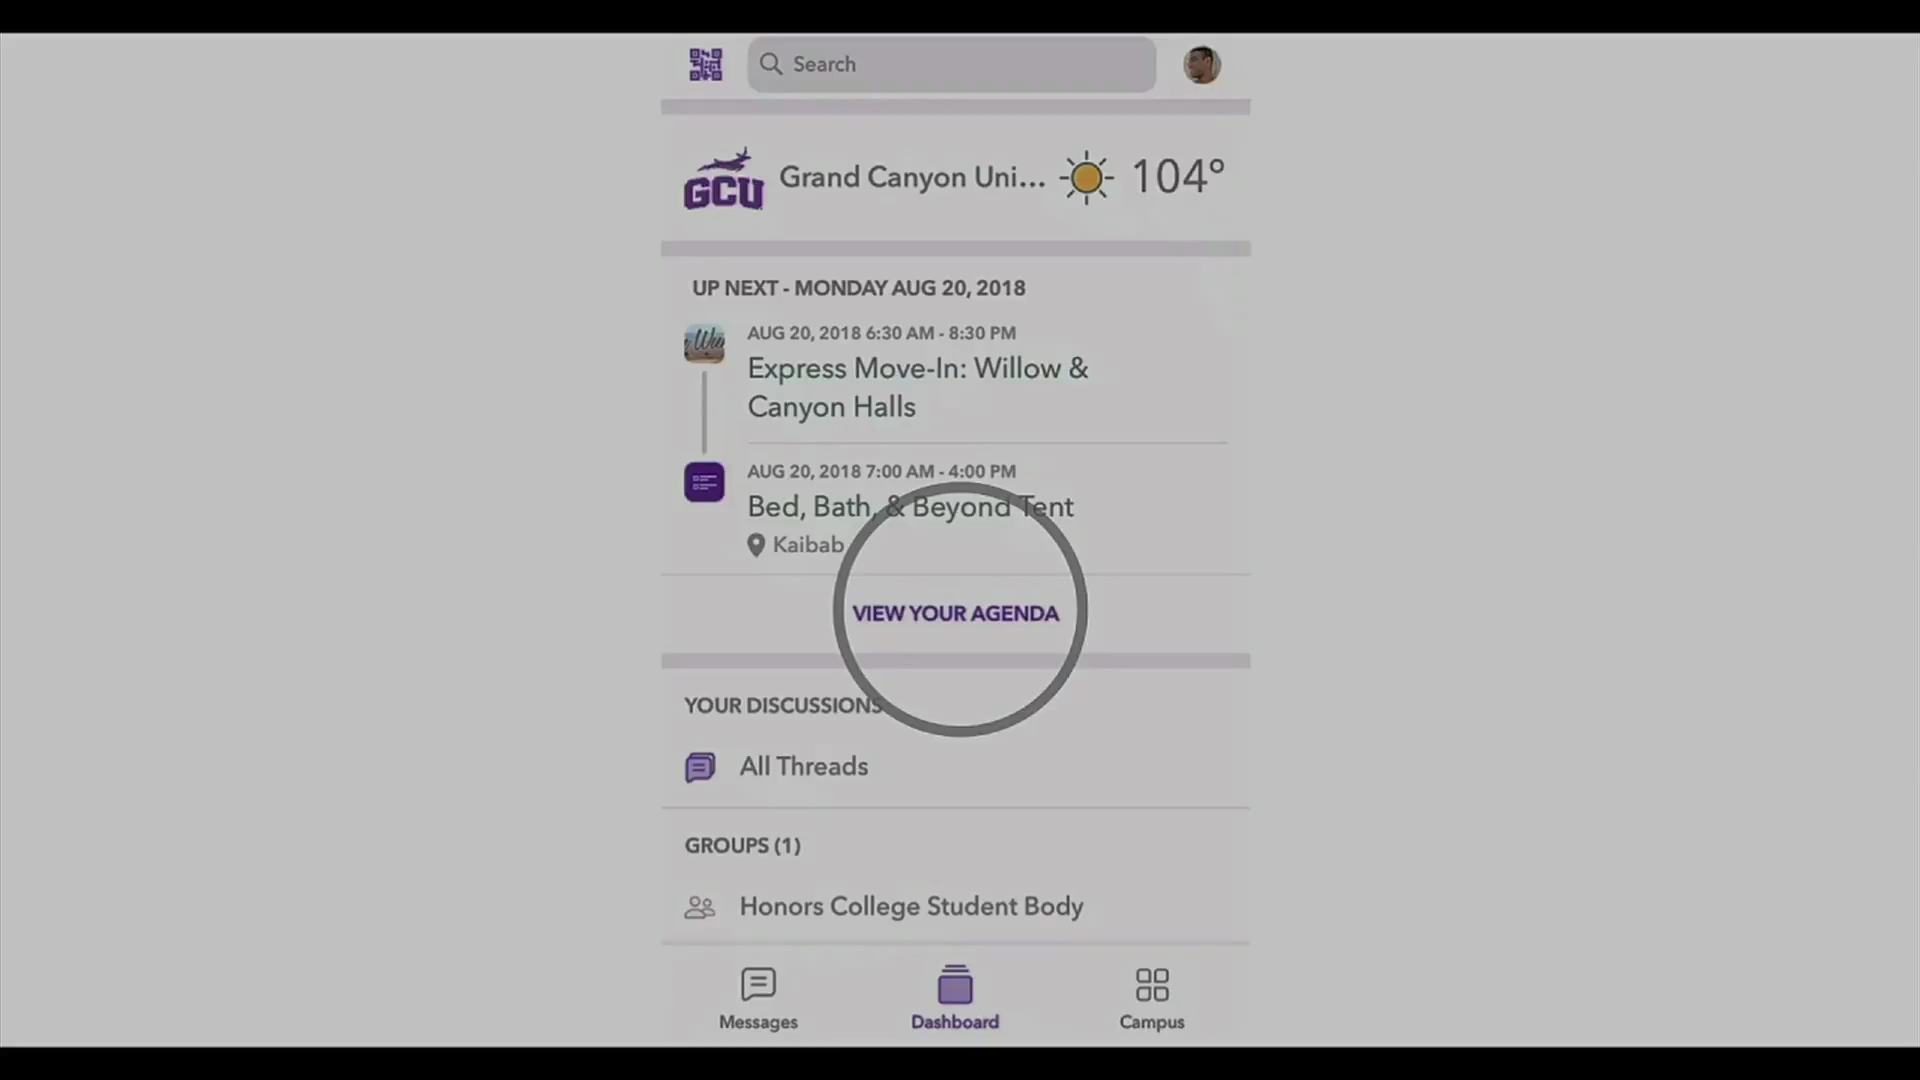 Search
GCU
Grand Canyon Uni... 104°
UP NEXT - MONDAY AUG 20, 2018
AUG 20, 2018 6:30 AM - 8:30 PM
Express Move-In: Willow &
Canyon Halls
AUG 20, 2018 7:00 AM - 4:00 PM
Bed, Bath, & Beyond Tent
Kaibab
VIEW YOUR AGENDA
YOUR DISCUSSIONS
All Threads
GROUPS (1)
Honors College Student Body
Messages
Dashboard
Campus